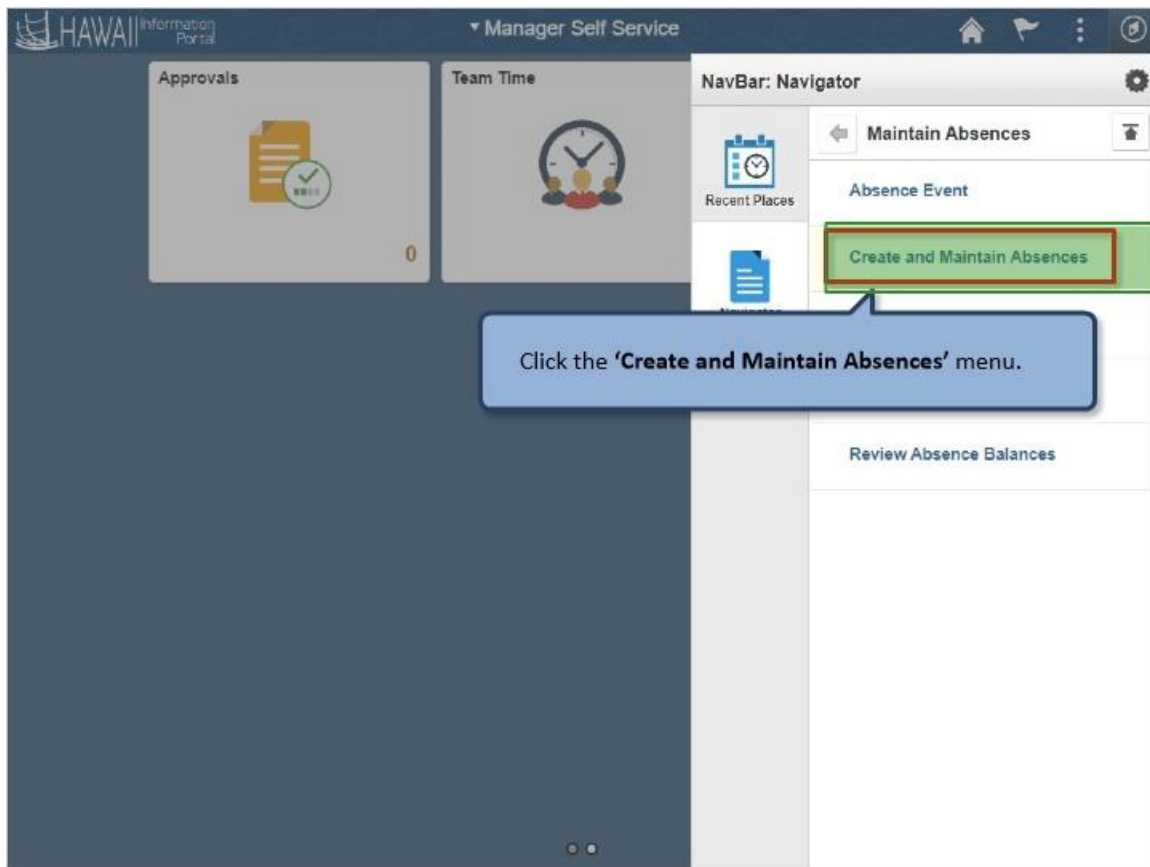 HAWAII Information Portal
Manager Self Service
Approvals
0
Team Time
NavBar: Navigator
Recent Places
Maintain Absences
Absence Event
Create and Maintain Absences
Click the ‘Create and Maintain Absences’ menu.
Review Absence Balances